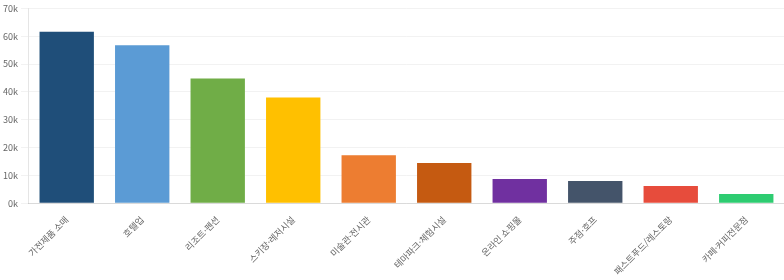 70k
60k
50k
40k
30k
20k
10k
0k
가전제품 소매
호텔업
리조트·팬션
스키장·레저시설
미술관·전시관
테마파크·체험시설
온라인 쇼핑몰
주점·호프
패스트푸드/레스토랑
카페·커피전문점